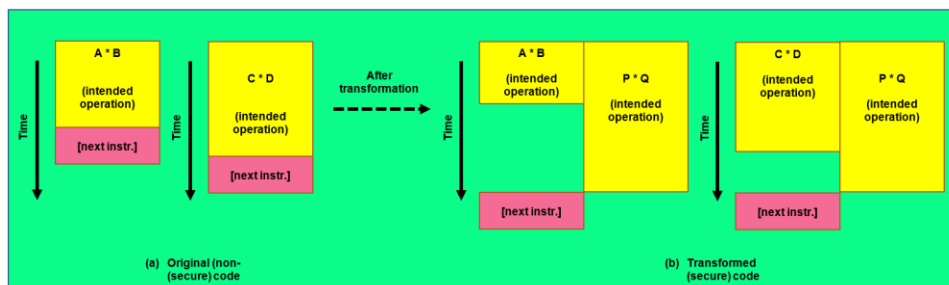 A * B
(intended
operation)
[next instr.]
Time
C * D
(intended
operation)
[next instr.]
Time
After
transformation
A * B
(intended
operation)
P * Q
(intended
operation)
[next instr.]
Time
C * D
(intended
operation)
P * Q
(intended
operation)
[next instr.]
Time
(a) Original (non-
(secure) code
(b) Transformed
(secure) code